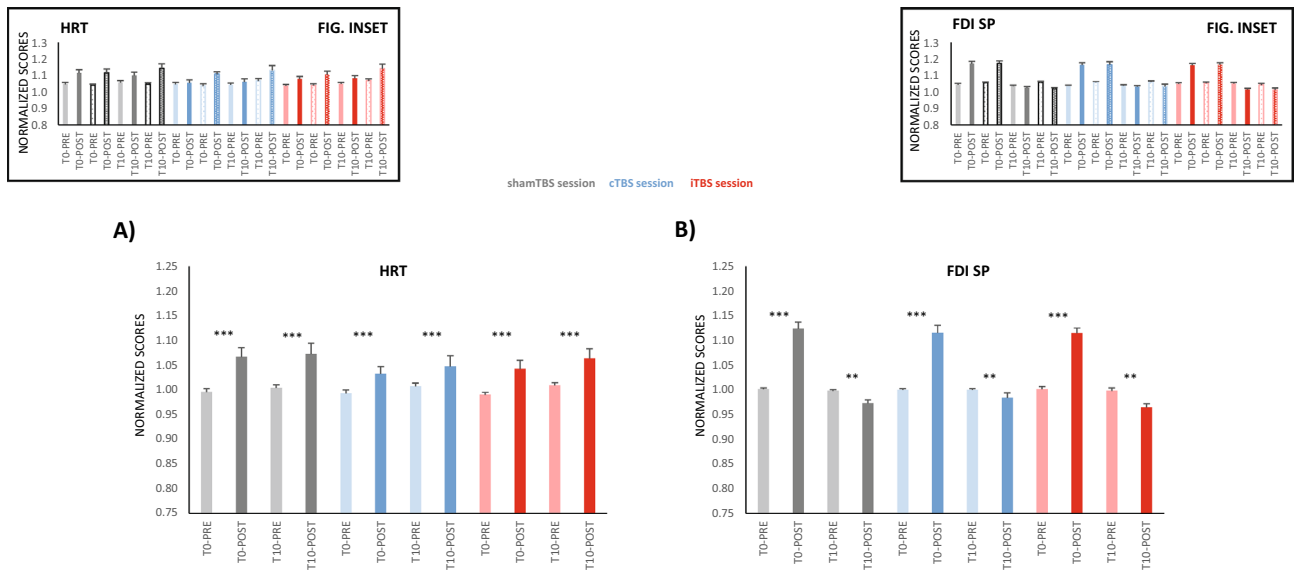 HRT
FIG. INSET
NORMALIZED SCORES
1.3
1.2
1.1
1.0
0.9
0.8
T0-PRE
T0-POST
T0-PRE
T0-POST
T10-PRE
T10-POST
T10-PRE
T10-POST
T0-PRE
T0-POST
T0-PRE
T0-POST
T10-PRE
T10-POST
T10-PRE
T10-POST
T0-PRE
T0-POST
T0-PRE
T0-POST
T10-PRE
T10-POST
T10-PRE
T10-POST
FDI SP
FIG. INSET
NORMALIZED SCORES
1.3
1.2
1.1
1.0
0.9
0.8
T0-PRE
T0-POST
T0-PRE
T0-POST
T10-PRE
T10-POST
T10-PRE
T10-POST
T0-PRE
T0-POST
T0-PRE
T0-POST
T10-PRE
T10-POST
T10-PRE
T10-POST
T0-PRE
T0-POST
T0-PRE
T0-POST
T10-PRE
T10-POST
T10-PRE
T10-POST
shamTBS session cTBS session iTBS session
A)
HRT
NORMALIZED SCORES
1.25
1.20
1.15
1.10
1.05
1.00
0.95
0.90
0.85
0.80
0.75
*** *** *** *** *** ***
T0-PRE
T0-POST
T10-PRE
T10-POST
T0-PRE
T0-POST
T10-PRE
T10-POST
T0-PRE
T0-POST
T10-PRE
T10-POST
B)
FDI SP
NORMALIZED SCORES
1.25
1.20
1.15
1.10
1.05
1.00
0.95
0.90
0.85
0.80
0.75
*** ** *** ** *** **
T0-PRE
T0-POST
T10-PRE
T10-POST
T0-PRE
T0-POST
T10-PRE
T10-POST
T0-PRE
T0-POST
T10-PRE
T10-POST